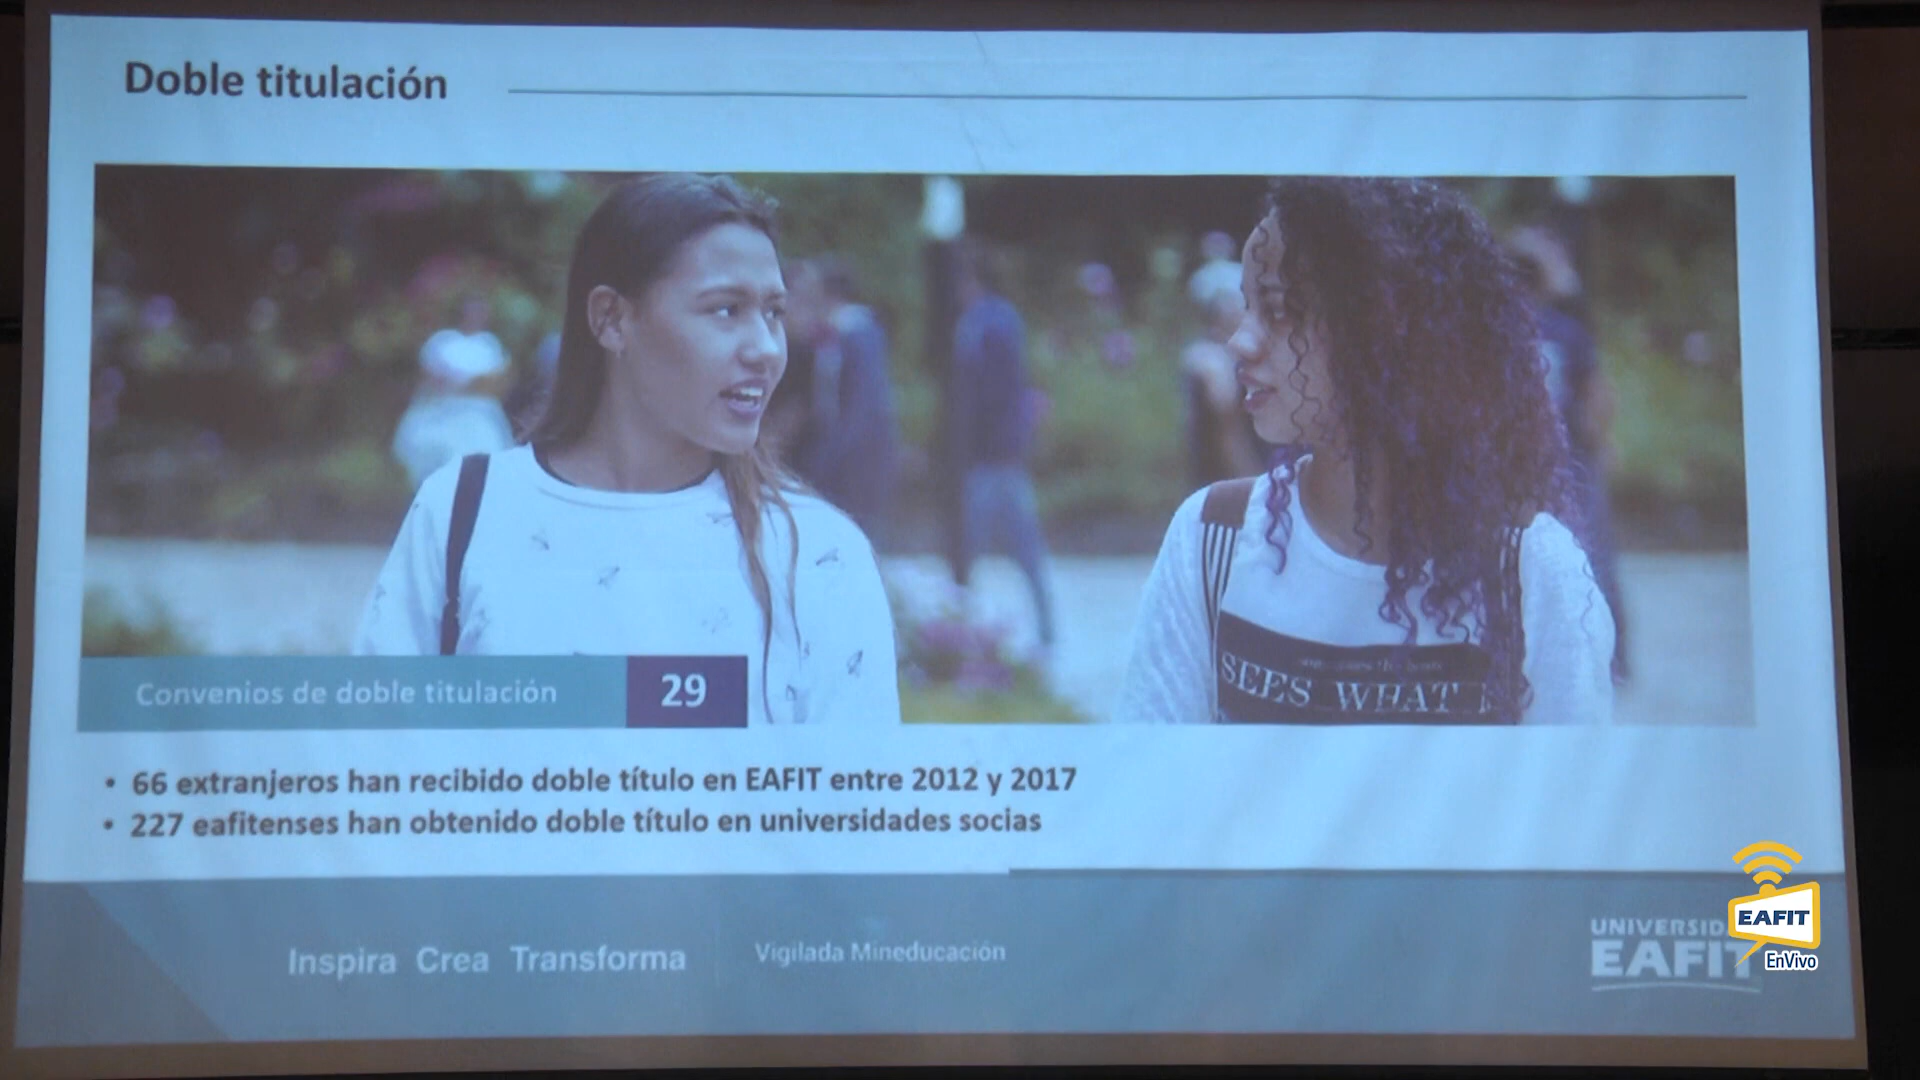 Doble titulación
SEES WHAT
Convenios de doble titulación 29
• 66 extranjeros han recibido doble título en EAFIT entre 2012 y 2017
• 227 eafitenses han obtenido doble título en universidades socias
Inspira Crea Transforma
Vigilada Mineducación
EAFIT
EAFIT
EnVivo